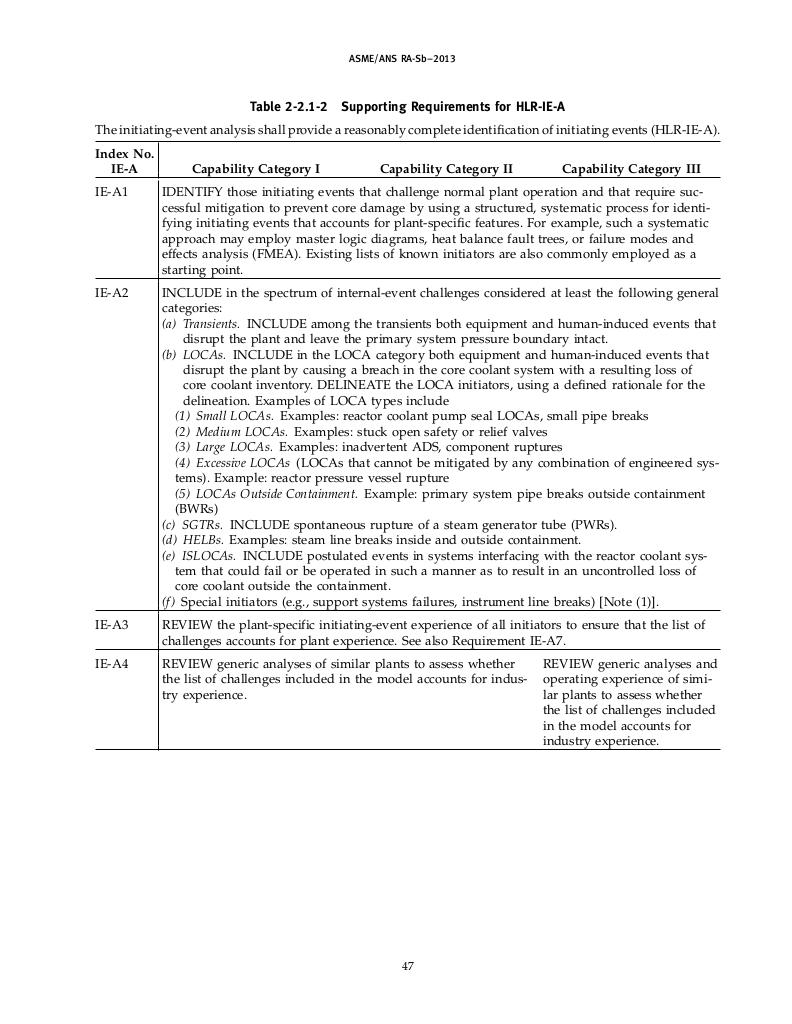 ASME/ANS RA-Sb–2013
Table 2-2.1-2 Supporting Requirements for HLR-IE-A
The initiating-event analysis shall provide a reasonably complete identification of initiating events (HLR-IE-A).
Index No.
IE-A Capability Category I Capability Category II Capability Category III
IE-A1 IDENTIFY those initiating events that challenge normal plant operation and that require suc-
cessful mitigation to prevent core damage by using a structured, systematic process for identi-
fying initiating events that accounts for plant-specific features. For example, such a systematic
approach may employ master logic diagrams, heat balance fault trees, or failure modes and
effects analysis (FMEA). Existing lists of known initiators are also commonly employed as a
starting point.
IE-A2 INCLUDE in the spectrum of internal-event challenges considered at least the following general
categories:
(a) Transients. INCLUDE among the transients both equipment and human-induced events that
disrupt the plant and leave the primary system pressure boundary intact.
(b) LOCAs. INCLUDE in the LOCA category both equipment and human-induced events that
disrupt the plant by causing a breach in the core coolant system with a resulting loss of
core coolant inventory. DELINEATE the LOCA initiators, using a defined rationale for the
delineation. Examples of LOCA types include
(1) Small LOCAs. Examples: reactor coolant pump seal LOCAs, small pipe breaks
(2) Medium LOCAs. Examples: stuck open safety or relief valves
(3) Large LOCAs. Examples: inadvertent ADS, component ruptures
(4) Excessive LOCAs (LOCAs that cannot be mitigated by any combination of engineered sys-
tems). Example: reactor pressure vessel rupture
(5) LOCAs Outside Containment. Example: primary system pipe breaks outside containment
(BWRs)
(c) SGTRs. INCLUDE spontaneous rupture of a steam generator tube (PWRs).
(d) HELBs. Examples: steam line breaks inside and outside containment.
(e) ISLOCAs. INCLUDE postulated events in systems interfacing with the reactor coolant sys-
tem that could fail or be operated in such a manner as to result in an uncontrolled loss of
core coolant outside the containment.
(f) Special initiators (e.g., support systems failures, instrument line breaks) [Note (1)].
IE-A3 REVIEW the plant-specific initiating-event experience of all initiators to ensure that the list of
challenges accounts for plant experience. See also Requirement IE-A7.
IE-A4 REVIEW generic analyses of similar plants to assess whether
the list of challenges included in the model accounts for indus-
try experience.
REVIEW generic analyses and
operating experience of simi-
lar plants to assess whether
the list of challenges included
in the model accounts for
industry experience.
47